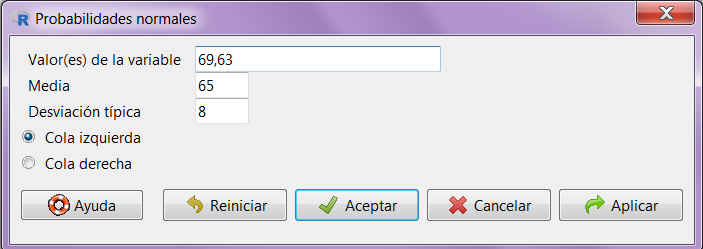 Probabilidades normales
Valor(es) de la variable 69,63
Media 65
Desviación típica 8
Cola izquierda
Cola derecha
Ayuda Reiniciar Aceptar Cancelar Aplicar